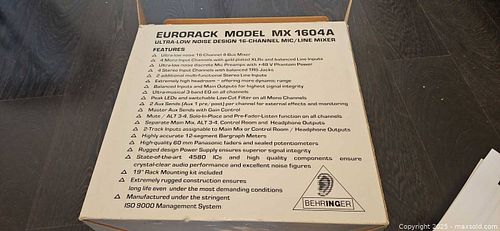 EURORACK MODEL MX 1604A
ULTRA-LOW NOISE DESIGN 16-CHANNEL MIC/LINE MIXER
FEATURES
Ultra-low noise 16-Channel 4-Bus Mixer
4 Mono Input Channels with gold plated XLRs and balanced Line Inputs
Ultra-low noise discrete Mic Preamps with +48 V Phantom Power
4 Stereo Input Channels with balanced TRS-Jacks
2 additional multi-functional Stereo Line Inputs
Extremely high headroom - offering more dynamic range
Balanced Inputs and Main Outputs for highest signal integrity
Ultra-musical 3-band EQ on all channels
Peak LEDs and switchable Low-Cut Filter on all Mono Channels
2 Aux Sends (Aux 1 pre / post) per channel for external effects and monitoring
Master Aux Sends with Gain Control
Mute / ALT 3-4, Solo-In-Place and Pre-Fader-Listen function on all channels
Separate Main Mix, ALT 3-4, Control Room and Headphone Outputs
2-Track Inputs assignable to Main Mix or Control Room / Headphone Outputs
Highly accurate 12-segment Bargraph Meters
High-quality 60 mm Panasonic faders and sealed potentiometers
Rugged design Power Supply ensures superior signal integrity
State-of-the-art 4580 ICs and high quality components ensure
crystal-clear audio performance and excellent noise figures
19" Rack Mounting kit included
Extremely rugged construction ensures
long life even under the most demanding conditions
Manufactured under the stringent
ISO 9000 Management System
BEHRINGER
Copyright © 2025 - maxsold.com